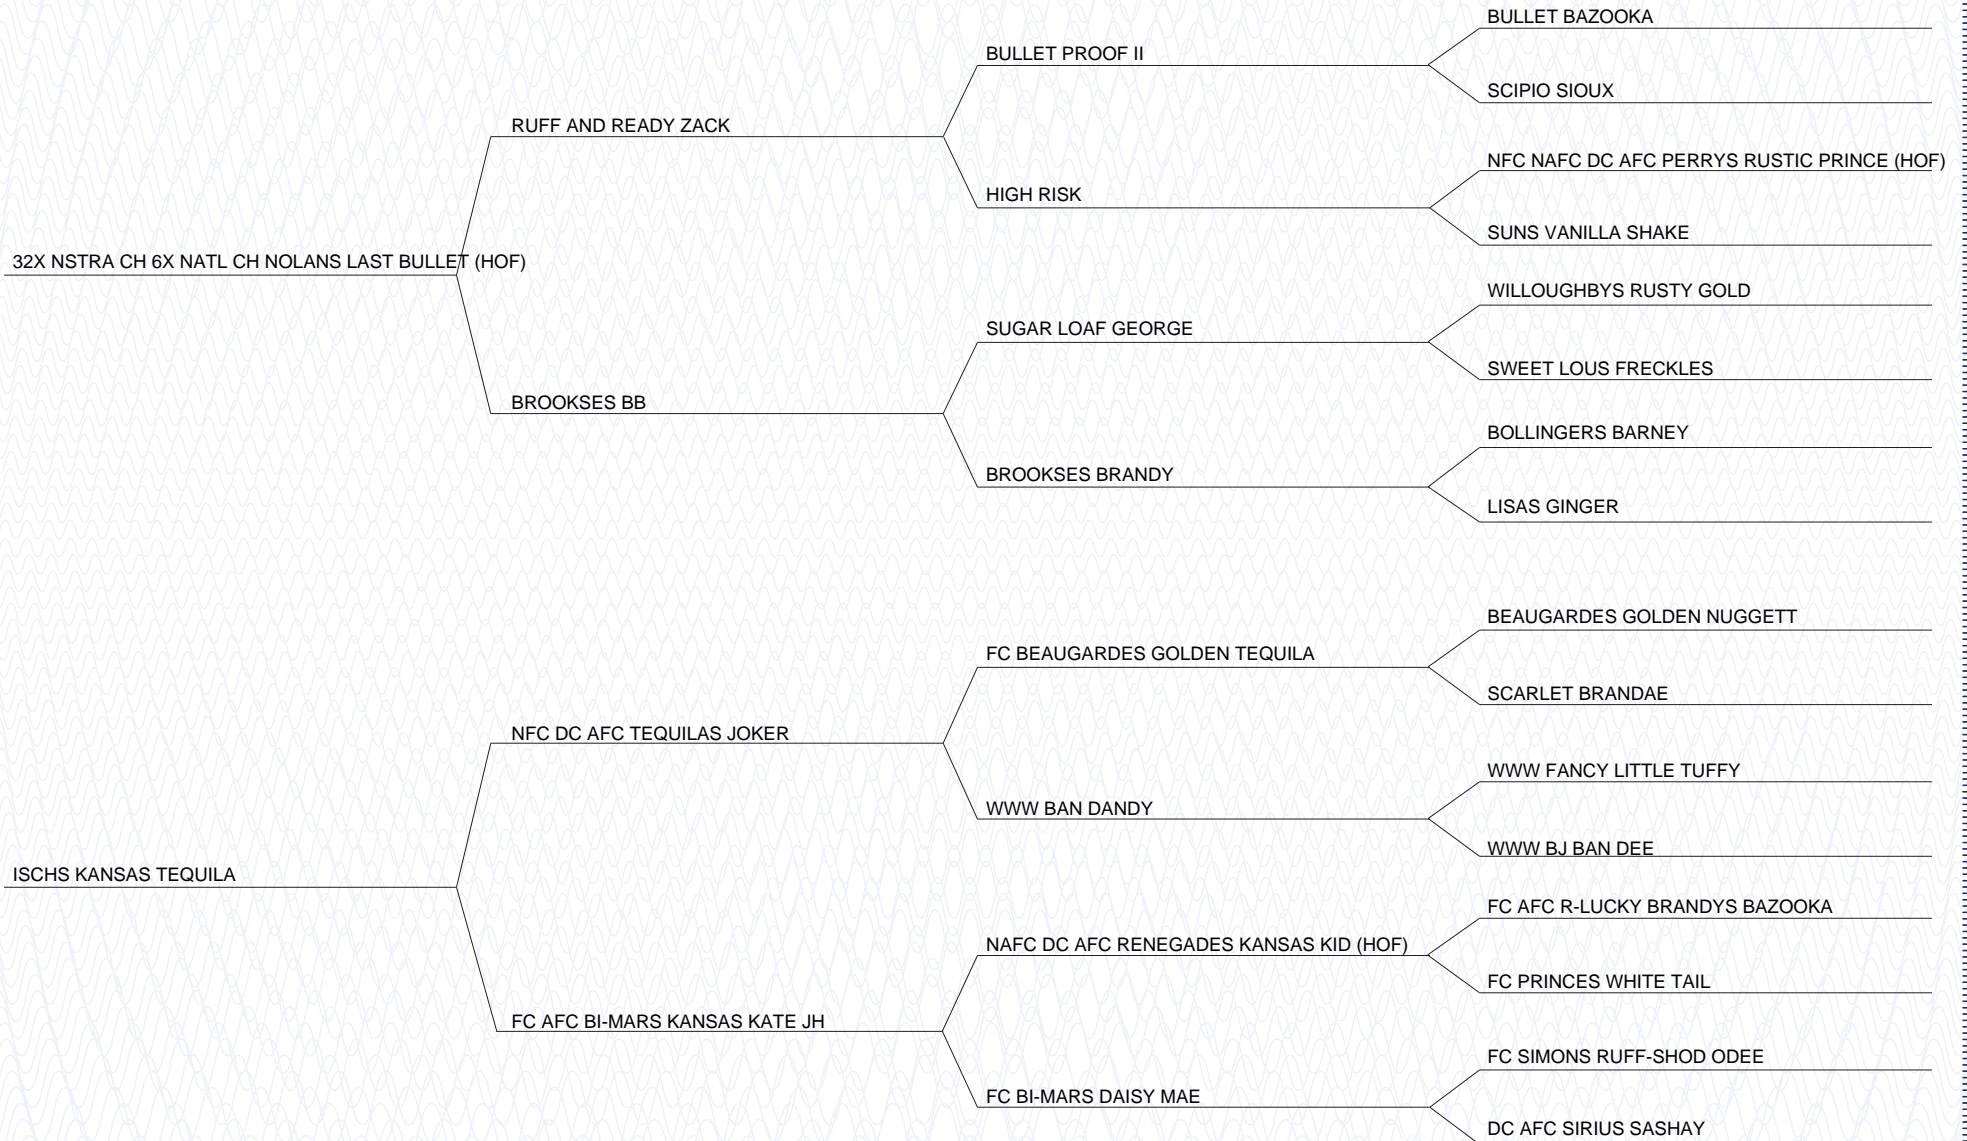 BULLET BAZOOKA
BULLET PROOF II
SCIPIO SIOUX
RUFF AND READY ZACK
NFC NAFC DC AFC PERRYS RUSTIC PRINCE (HOF)
HIGH RISK
SUNS VANILLA SHAKE
32X NSTRA CH 6X NATL CH NOLANS LAST BULLET (HOF)
WILLOUGHBYS RUSTY GOLD
SUGAR LOAF GEORGE
SWEET LOUS FRECKLES
BROOKSES BB
BOLLINGERS BARNEY
BROOKSES BRANDY
LISAS GINGER
BEAUGARDES GOLDEN NUGGETT
FC BEAUGARDES GOLDEN TEQUILA
SCARLET BRANDAE
NFC DC AFC TEQUILAS JOKER
WWW FANCY LITTLE TUFFY
WWW BAN DANDY
WWW BJ BAN DEE
ISCHS KANSAS TEQUILA
FC AFC R-LUCKY BRANDYS BAZOOKA
NAFC DC AFC RENEGADES KANSAS KID (HOF)
FC PRINCES WHITE TAIL
FC AFC BI-MARS KANSAS KATE JH
FC SIMONS RUFF-SHOD ODEE
FC BI-MARS DAISY MAE
DC AFC SIRIUS SASHAY